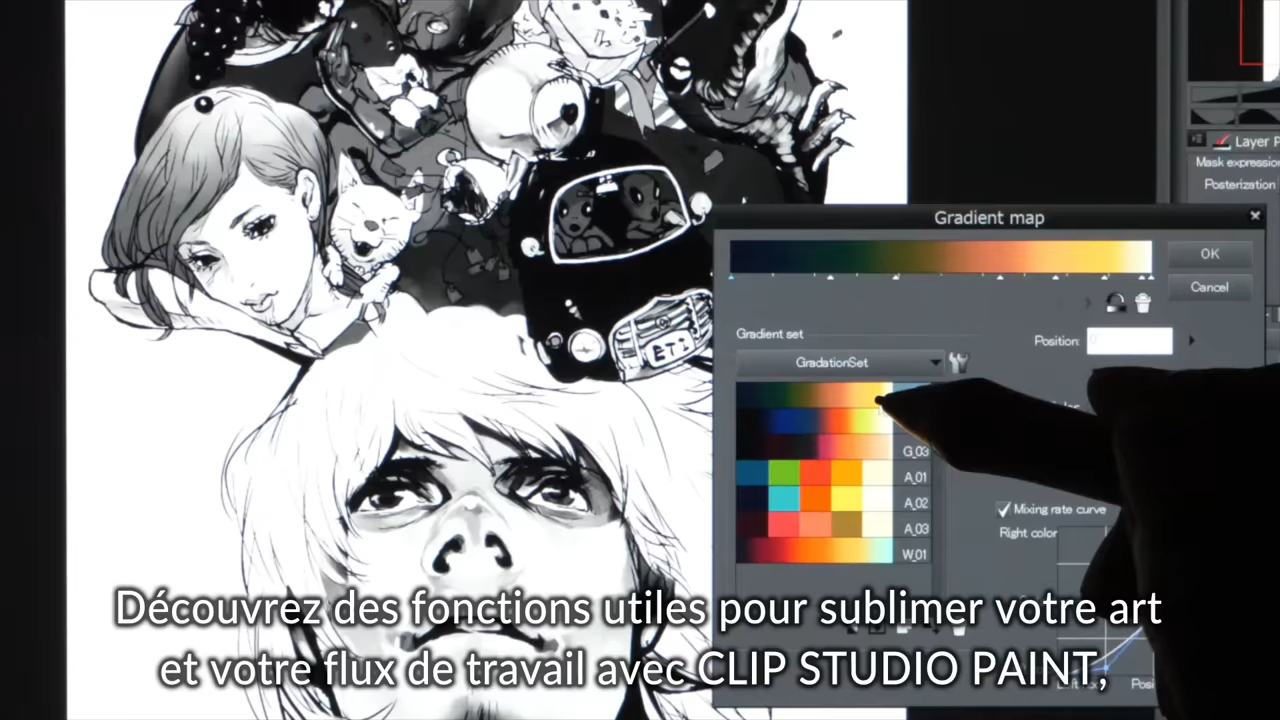 Layer P
Mask expression
Posterization
Gradient map
OK
Cancel
Gradient set
Position:
GradationSet
G_03
A_01
A_02
A_03
W_01
Mixing rate curve
Right color
ET2
Posi
Découvrez des fonctions utiles pour sublimer votre art
et votre flux de travail avec CLIP STUDIO PAINT,